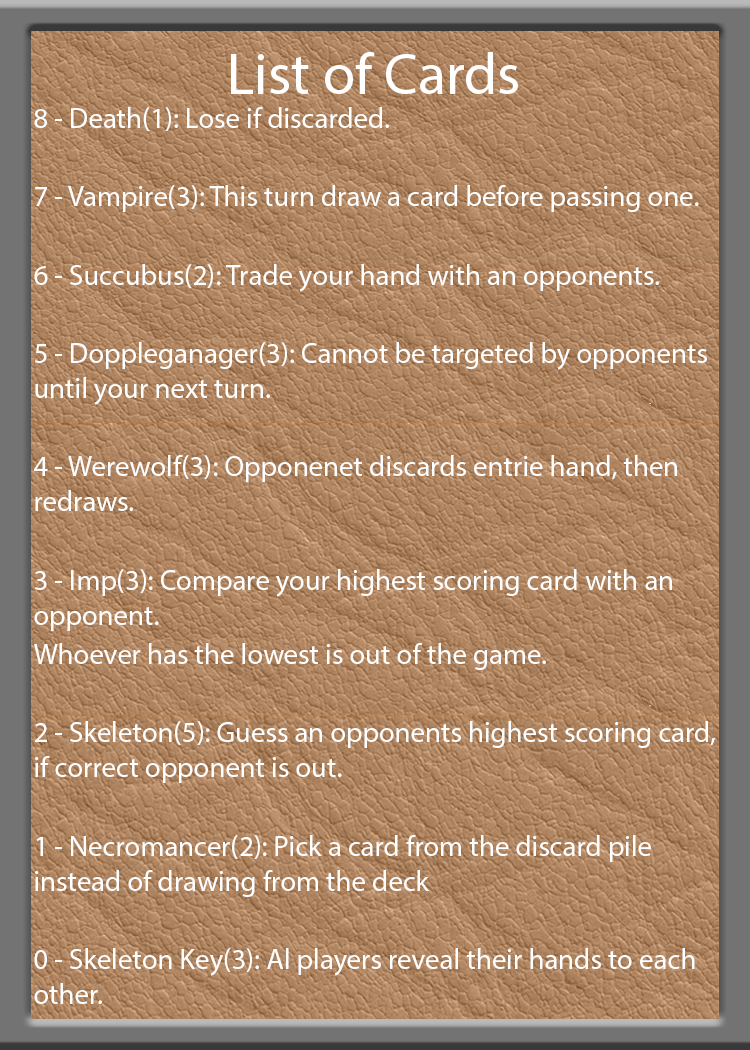 List of Cards
8 - Death(1): Lose if discarded.
7 - Vampire(3): This turn draw a card before passing one.
6 - Succubus(2): Trade your hand with an opponents.
5 - Doppleganager(3): Cannot be targeted by opponents
until your next turn.
4 - Werewolf(3): Opponenet discards entrie hand, then
redraws.
3 - Imp(3): Compare your highest scoring card with an
opponent.
Whoever has the lowest is out of the game.
2 - Skeleton(5): Guess an opponents highest scoring card,
if correct opponent is out.
1 - Necromancer(2): Pick a card from the discard pile
instead of drawing from the deck
0 - Skeleton Key(3): Al players reveal their hands to each
other.